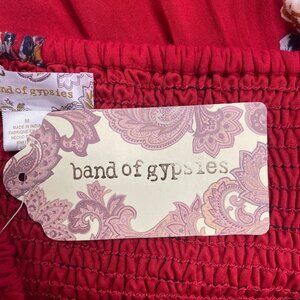 band of gypsies
M
MADE IN INDIA
band of gypsies